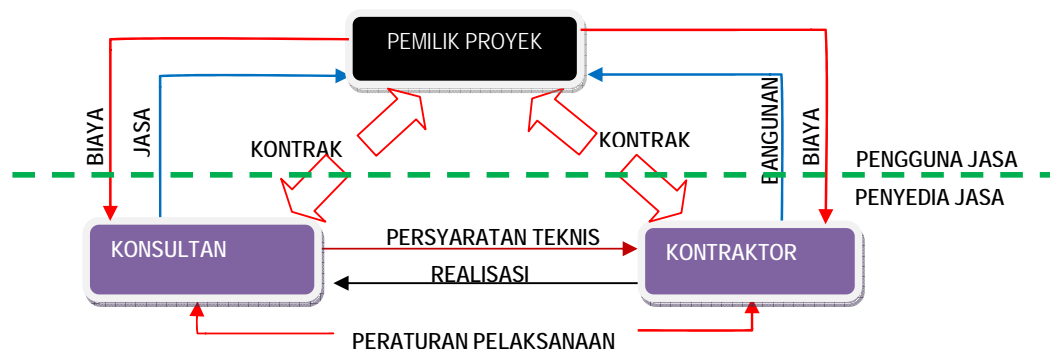 PEMILIK PROYEK
BIAYA
JASA
KONTRAK
KONTRAK
BANGUNAN
BIAYA
PENGGUNA JASA
PENYEDIA JASA
KONSULTAN
PERSYARATAN TEKNIS
KONTRAKTOR
REALISASI
PERATURAN PELAKSANAAN